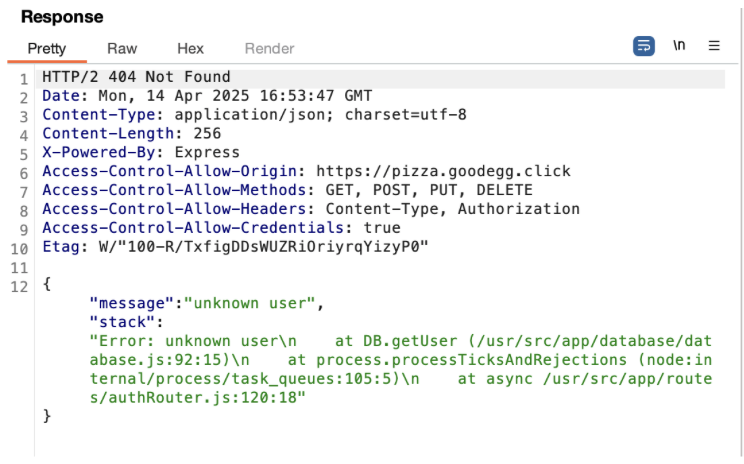 Response
Pretty Raw Hex Render \n
1 HTTP/2 404 Not Found
2 Date: Mon, 14 Apr 2025 16:53:47 GMT
3 Content-Type: application/json; charset=utf-8
4 Content-Length: 256
5 X-Powered-By: Express
6 Access-Control-Allow-Origin: https://pizza.goodegg.click
7 Access-Control-Allow-Methods: GET, POST, PUT, DELETE
8 Access-Control-Allow-Headers: Content-Type, Authorization
9 Access-Control-Allow-Credentials: true
10 Etag: W/"100-R/TxfigDDsWUZRiOriyrqYizyP0"
11
12 {
"message":"unknown user",
"stack":
"Error: unknown user\n    at DB.getUser (/usr/src/app/database/dat
abase.js:92:15)\n    at process.processTicksAndRejections (node:in
ternal/process/task_queues:105:5)\n    at async /usr/src/app/route
s/authRouter.js:120:18"
}